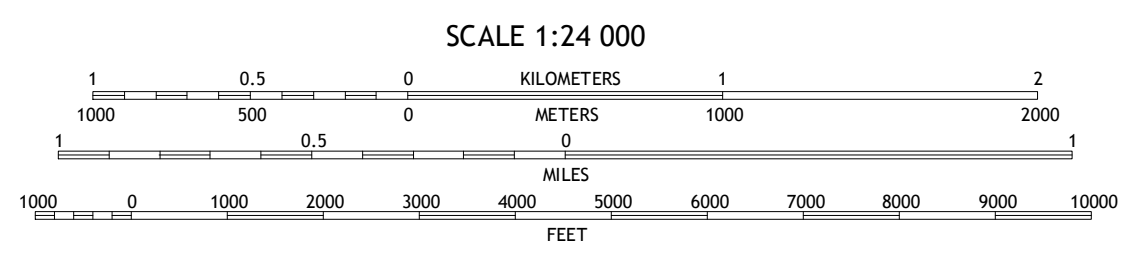 SCALE 1:24 000
1 0.5 0 KILOMETERS 1 2
1000 500 0 METERS 1000 2000
1 0.5 0 1
MILES
1000 0 1000 2000 3000 4000 5000 6000 7000 8000 9000 10000
FEET